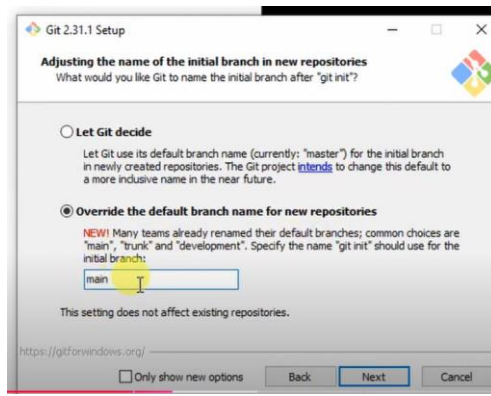 Git 2.31.1 Setup
Adjusting the name of the initial branch in new repositories
What would you like Git to name the initial branch after "git init"?
Let Git decide
Let Git use its default branch name (currently: "master") for the initial branch
in newly created repositories. The Git project intends to change this default to
a more inclusive name in the near future.
Override the default branch name for new repositories
NEW! Many teams already renamed their default branches; common choices are
"main", "trunk" and "development". Specify the name "git init" should use for the
initial branch:
main
This setting does not affect existing repositories.
https://gitforwindows.org/
Only show new options Back Next Cancel